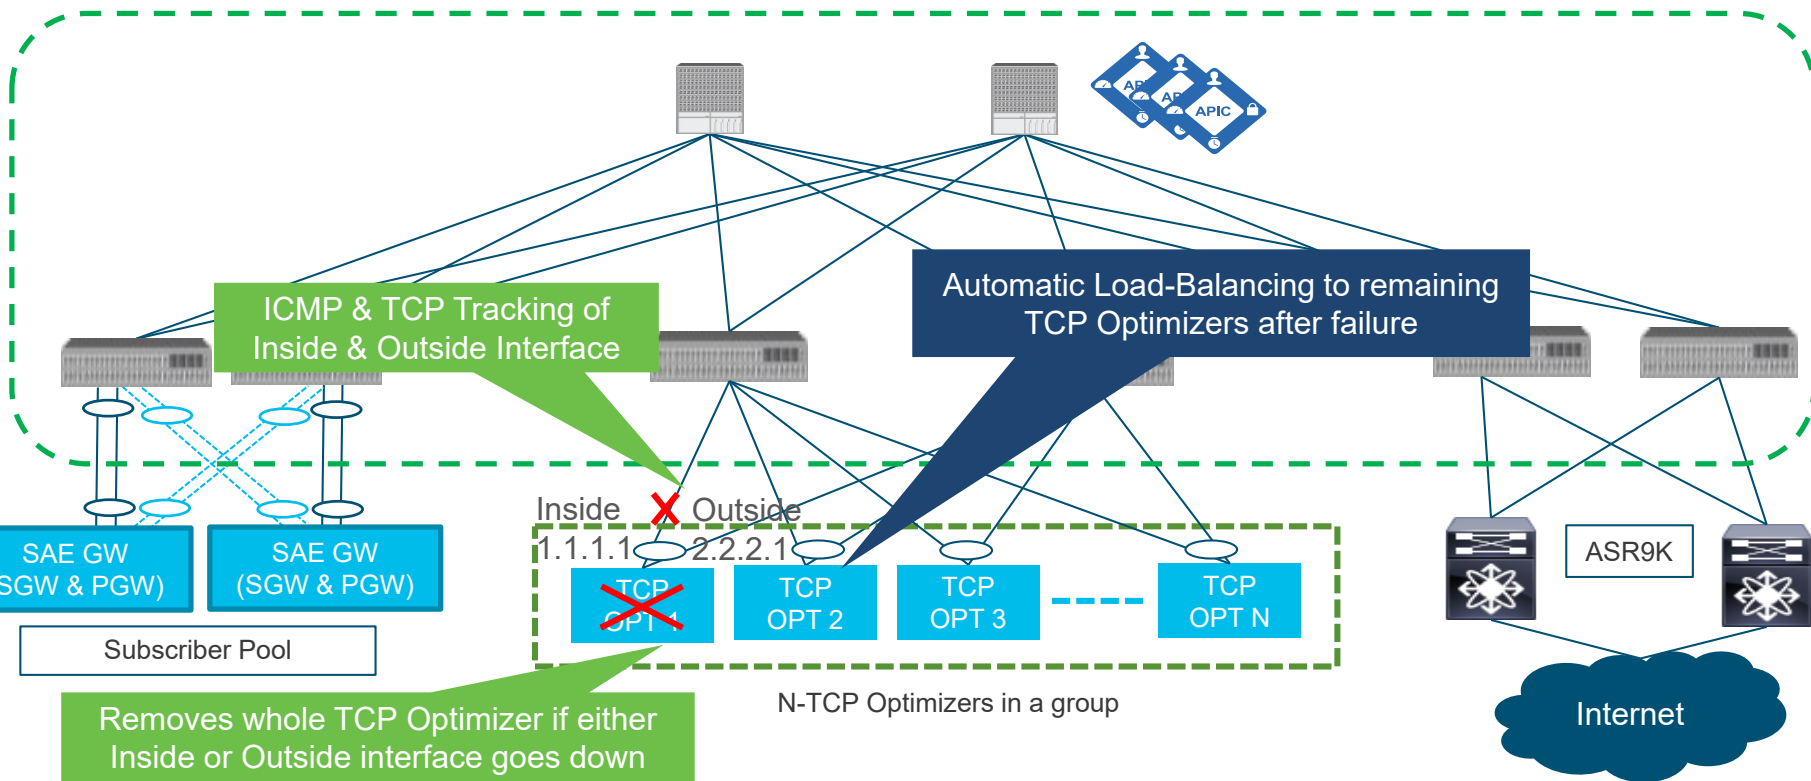 APIC
ICMP & TCP Tracking of
Inside & Outside Interface
Automatic Load-Balancing to remaining
TCP Optimizers after failure
Inside
Outside
1.1.1.1
2.2.2.1
SAE GW
(SGW & PGW)
SAE GW
(SGW & PGW)
Subscriber Pool
TCP
OPT 1
TCP
OPT 2
TCP
OPT 3
TCP
OPT N
ASR9K
Removes whole TCP Optimizer if either
Inside or Outside interface goes down
N-TCP Optimizers in a group
Internet